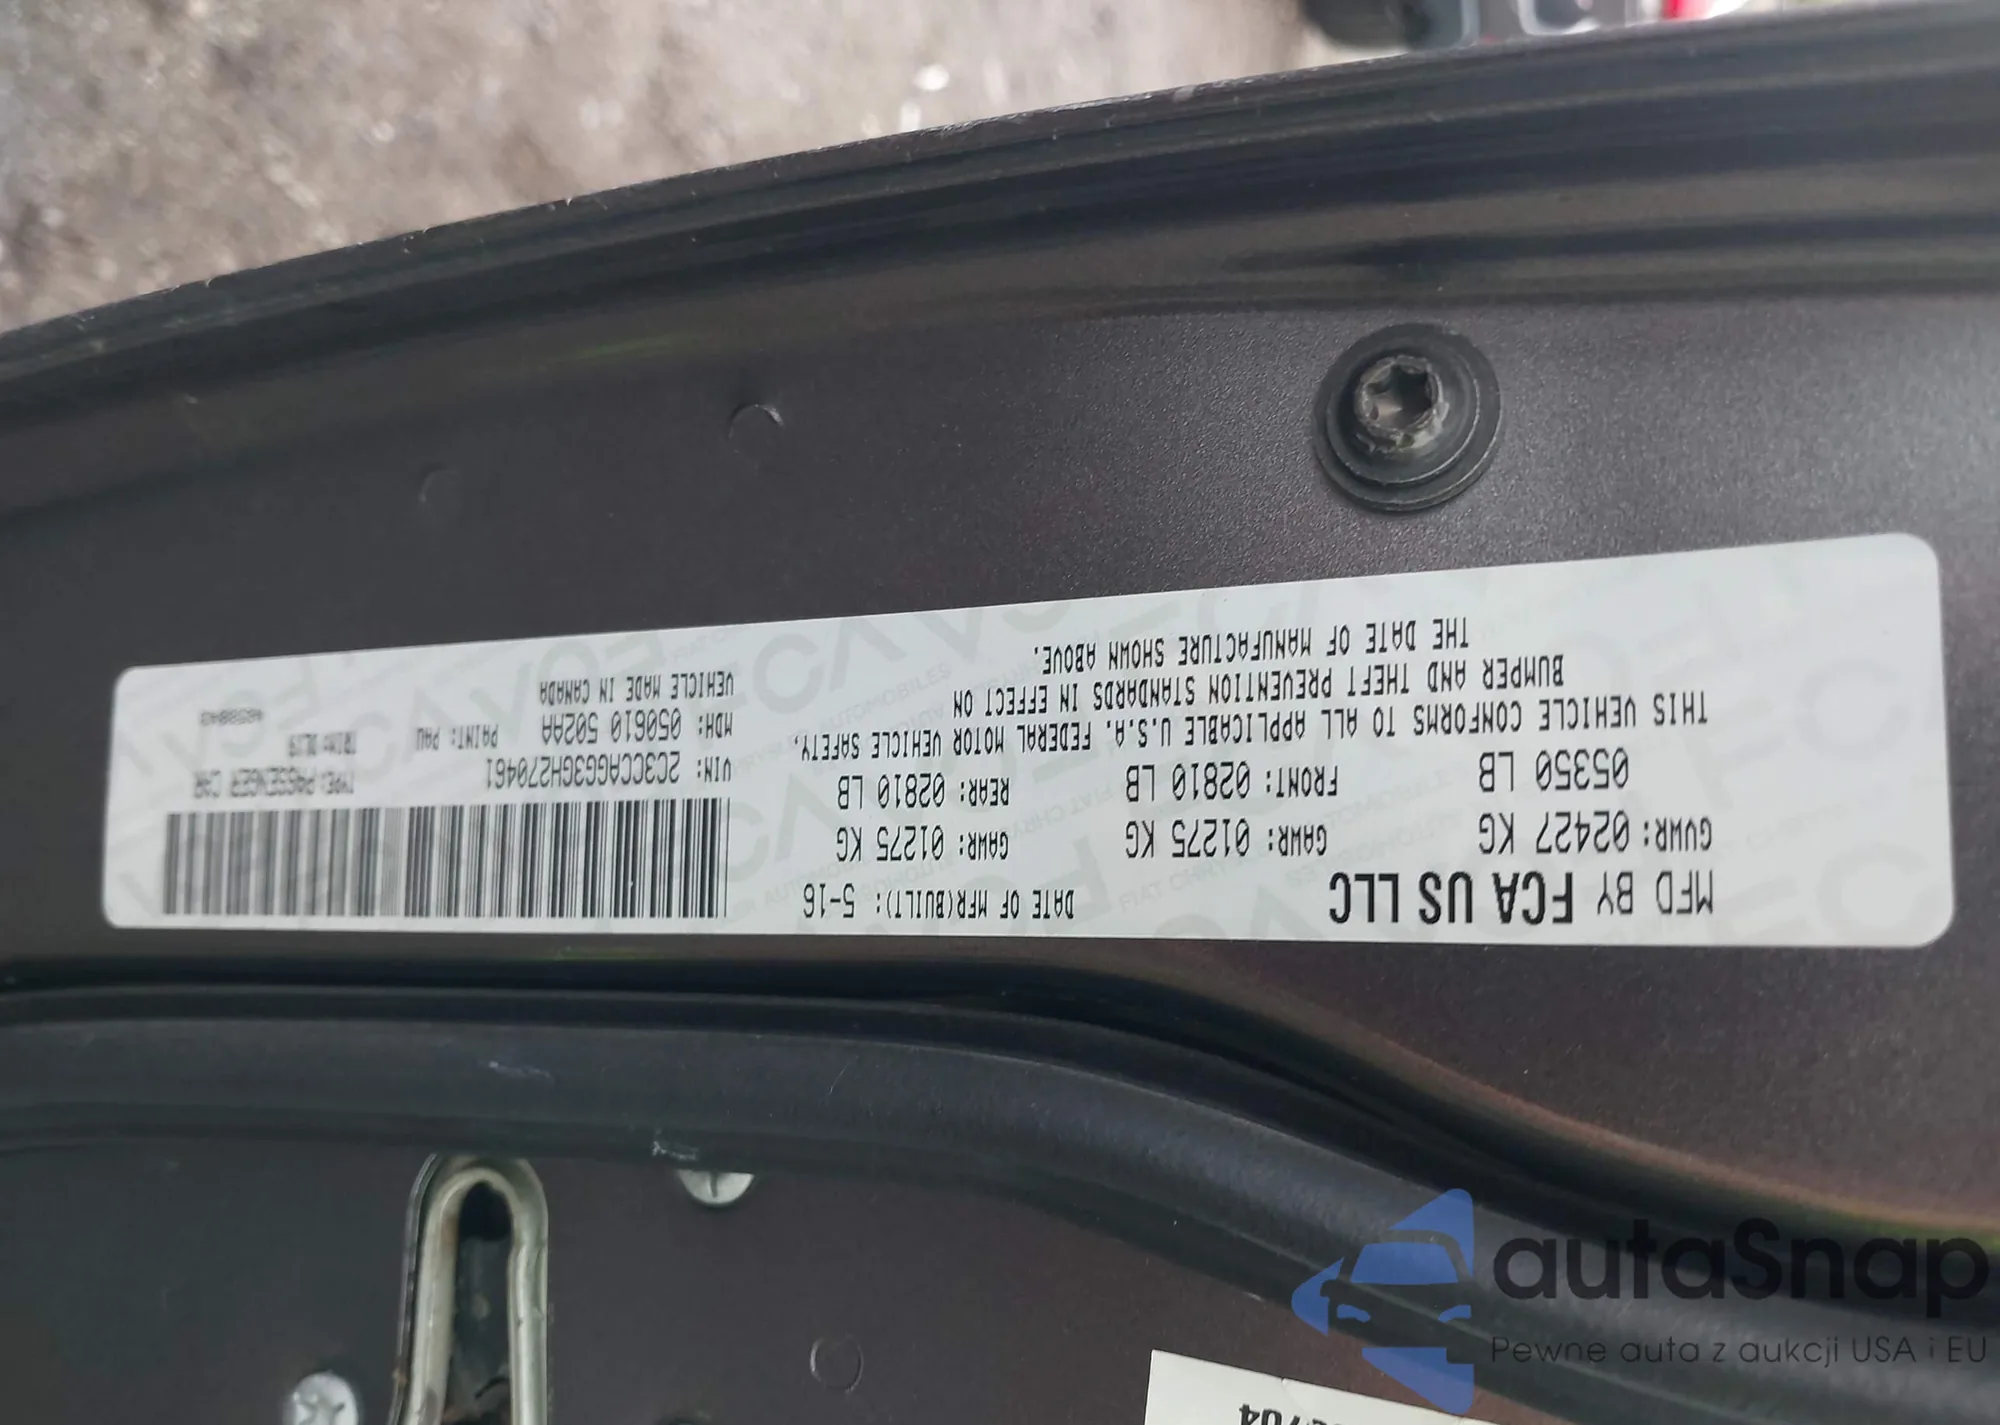 MFD BY FCA US LLC
DATE OF MFR(BUILT): 5-16
GVWR: 02427 KG
05350 LB
GAWR: 01275 KG
FRONT: 02810 LB
GAWR: 01275 KG
REAR: 02810 LB
THIS VEHICLE CONFORMS TO ALL APPLICABLE U.S.A. FEDERAL MOTOR VEHICLE SAFETY,
BUMPER AND THEFT PREVENTION STANDARDS IN EFFECT ON
THE DATE OF MANUFACTURE SHOWN ABOVE.
VIN: 2C3CCAGG3GH270461
TYPE: PASSENGER CAR
MDH: 050610 502AA
PAINT: PAU
TRIM: DLJ9
VEHICLE MADE IN CANADA
autaSnap
Pewne auta z aukcji USA i EU